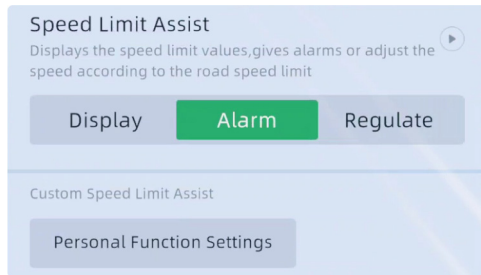 Speed Limit Assist
Displays the speed limit values,gives alarms or adjust the
speed according to the road speed limit
Display Alarm Regulate
Custom Speed Limit Assist
Personal Function Settings